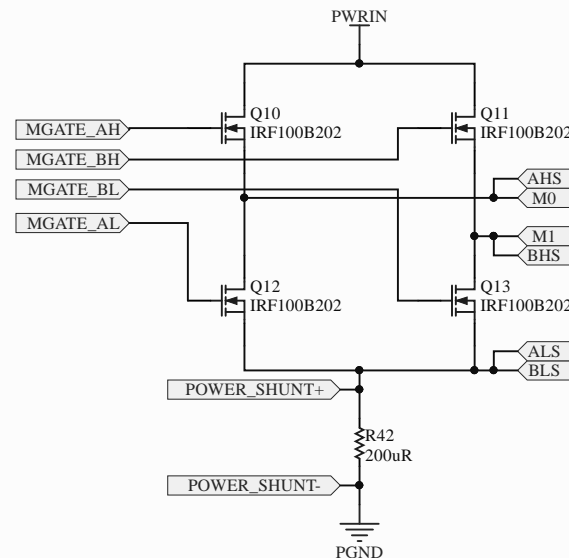 PWRIN
Q10
IRF100B202
Q11
IRF100B202
MGATE_AH
MGATE_BH
MGATE_BL
MGATE_AL
AHS
M0
M1
BHS
Q12
IRF100B202
Q13
IRF100B202
ALS
BLS
POWER_SHUNT+
R42
200uR
POWER_SHUNT-
PGND